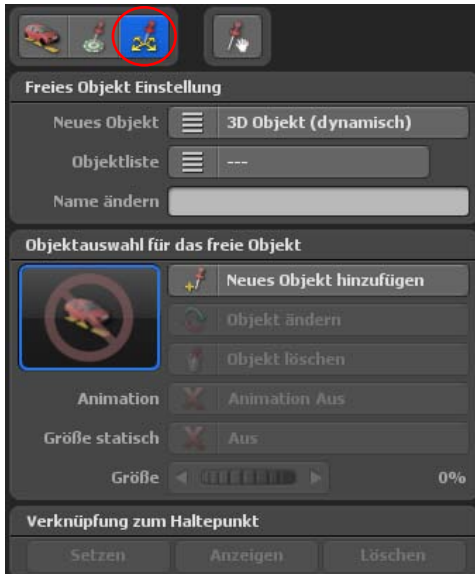 Freies Objekt Einstellung
Neues Objekt 3D Objekt (dynamisch)
Objektliste ---
Name ändern
Objektauswahl für das freie Objekt
Neues Objekt hinzufügen
Objekt ändern
Objekt löschen
Animation Animation Aus
Größe statisch Aus
Größe 0%
Verknüpfung zum Haltepunkt
Setzen Anzeigen Löschen